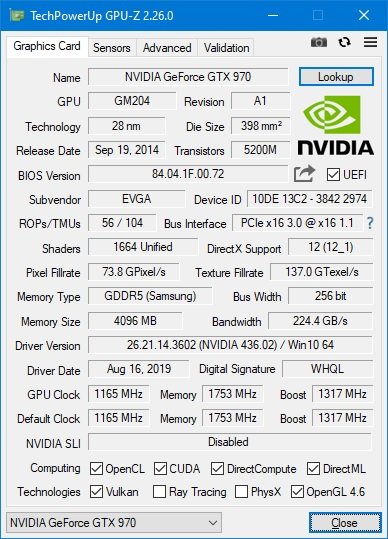 TechPowerUp GPU-Z 2.26.0
Graphics Card Sensors Advanced Validation
Name NVIDIA GeForce GTX 970 Lookup
GPU GM204 Revision A1
Technology 28 nm Die Size 398 mm²
Release Date Sep 19, 2014 Transistors 5200M
NVIDIA
BIOS Version 84.04.1F.00.72 UEFI
Subvendor EVGA Device ID 10DE 13C2 - 3842 2974
ROPs/TMUs 56 / 104 Bus Interface PCIe x16 3.0 @ x16 1.1 ?
Shaders 1664 Unified DirectX Support 12 (12_1)
Pixel Fillrate 73.8 GPixel/s Texture Fillrate 137.0 GTexel/s
Memory Type GDDR5 (Samsung) Bus Width 256 bit
Memory Size 4096 MB Bandwidth 224.4 GB/s
Driver Version 26.21.14.3602 (NVIDIA 436.02) / Win10 64
Driver Date Aug 16, 2019 Digital Signature WHQL
GPU Clock 1165 MHz Memory 1753 MHz Boost 1317 MHz
Default Clock 1165 MHz Memory 1753 MHz Boost 1317 MHz
NVIDIA SLI Disabled
Computing OpenCL CUDA DirectCompute DirectML
Technologies Vulkan Ray Tracing PhysX OpenGL 4.6
NVIDIA GeForce GTX 970 Close